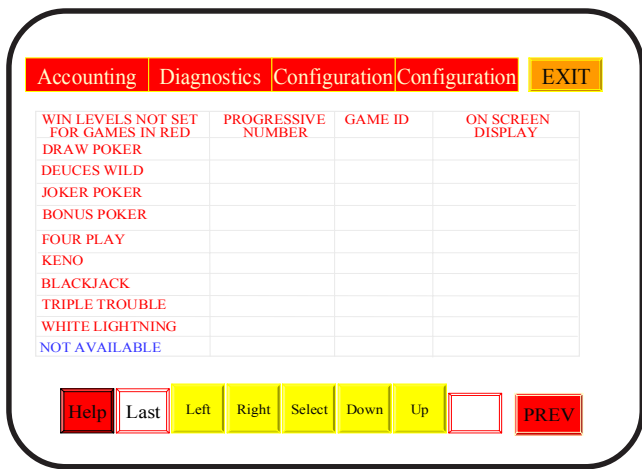 Accounting Diagnostics Configuration Configuration EXIT
WIN LEVELS NOT SET PROGRESSIVE GAME ID ON SCREEN
FOR GAMES IN RED NUMBER DISPLAY
DRAW POKER
DEUCES WILD
JOKER POKER
BONUS POKER
FOUR PLAY
KENO
BLACKJACK
TRIPLE TROUBLE
WHITE LIGHTNING
NOT AVAILABLE
Help Last Left Right Select Down Up PREV